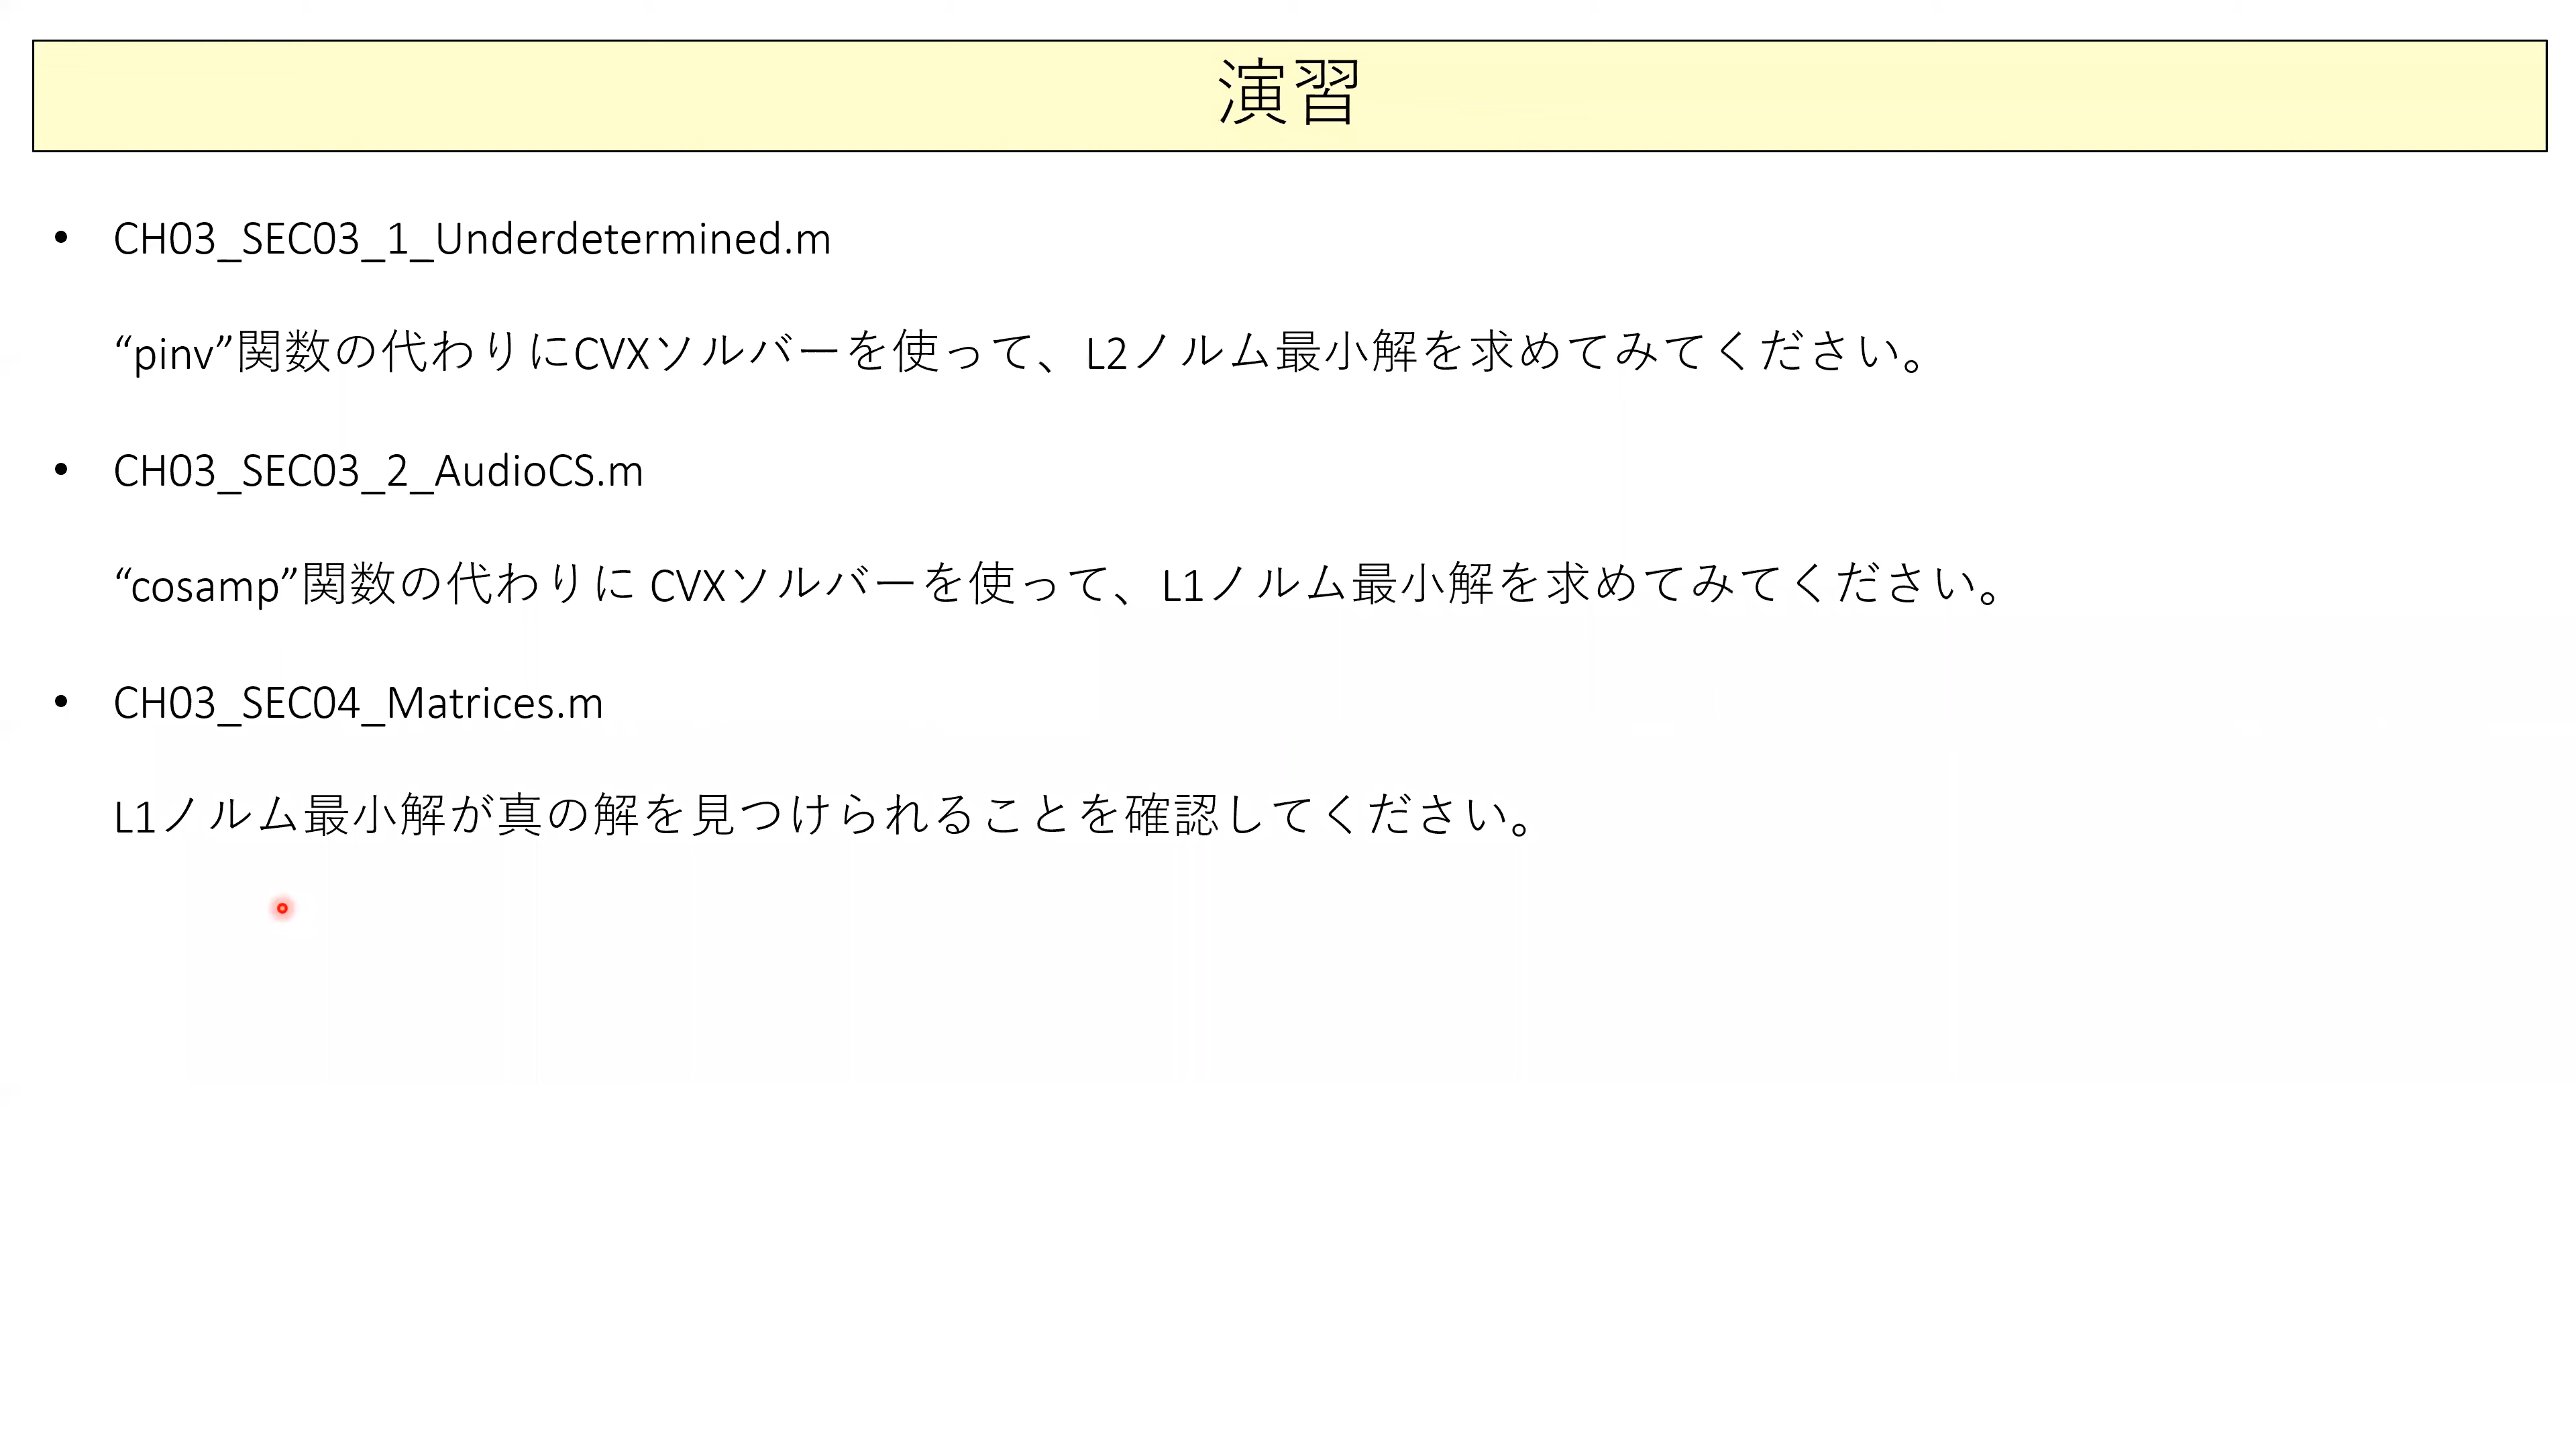 演習
• CH03_SEC03_1_Underdetermined.m
“pinv”関数の代わりにCVXソルバーを使って、L2ノルム最小解を求めてみてください。
• CH03_SEC03_2_AudioCS.m
“cosamp”関数の代わりに CVXソルバーを使って、L1ノルム最小解を求めてみてください。
• CH03_SEC04_Matrices.m
L1ノルム最小解が真の解を見つけられることを確認してください。